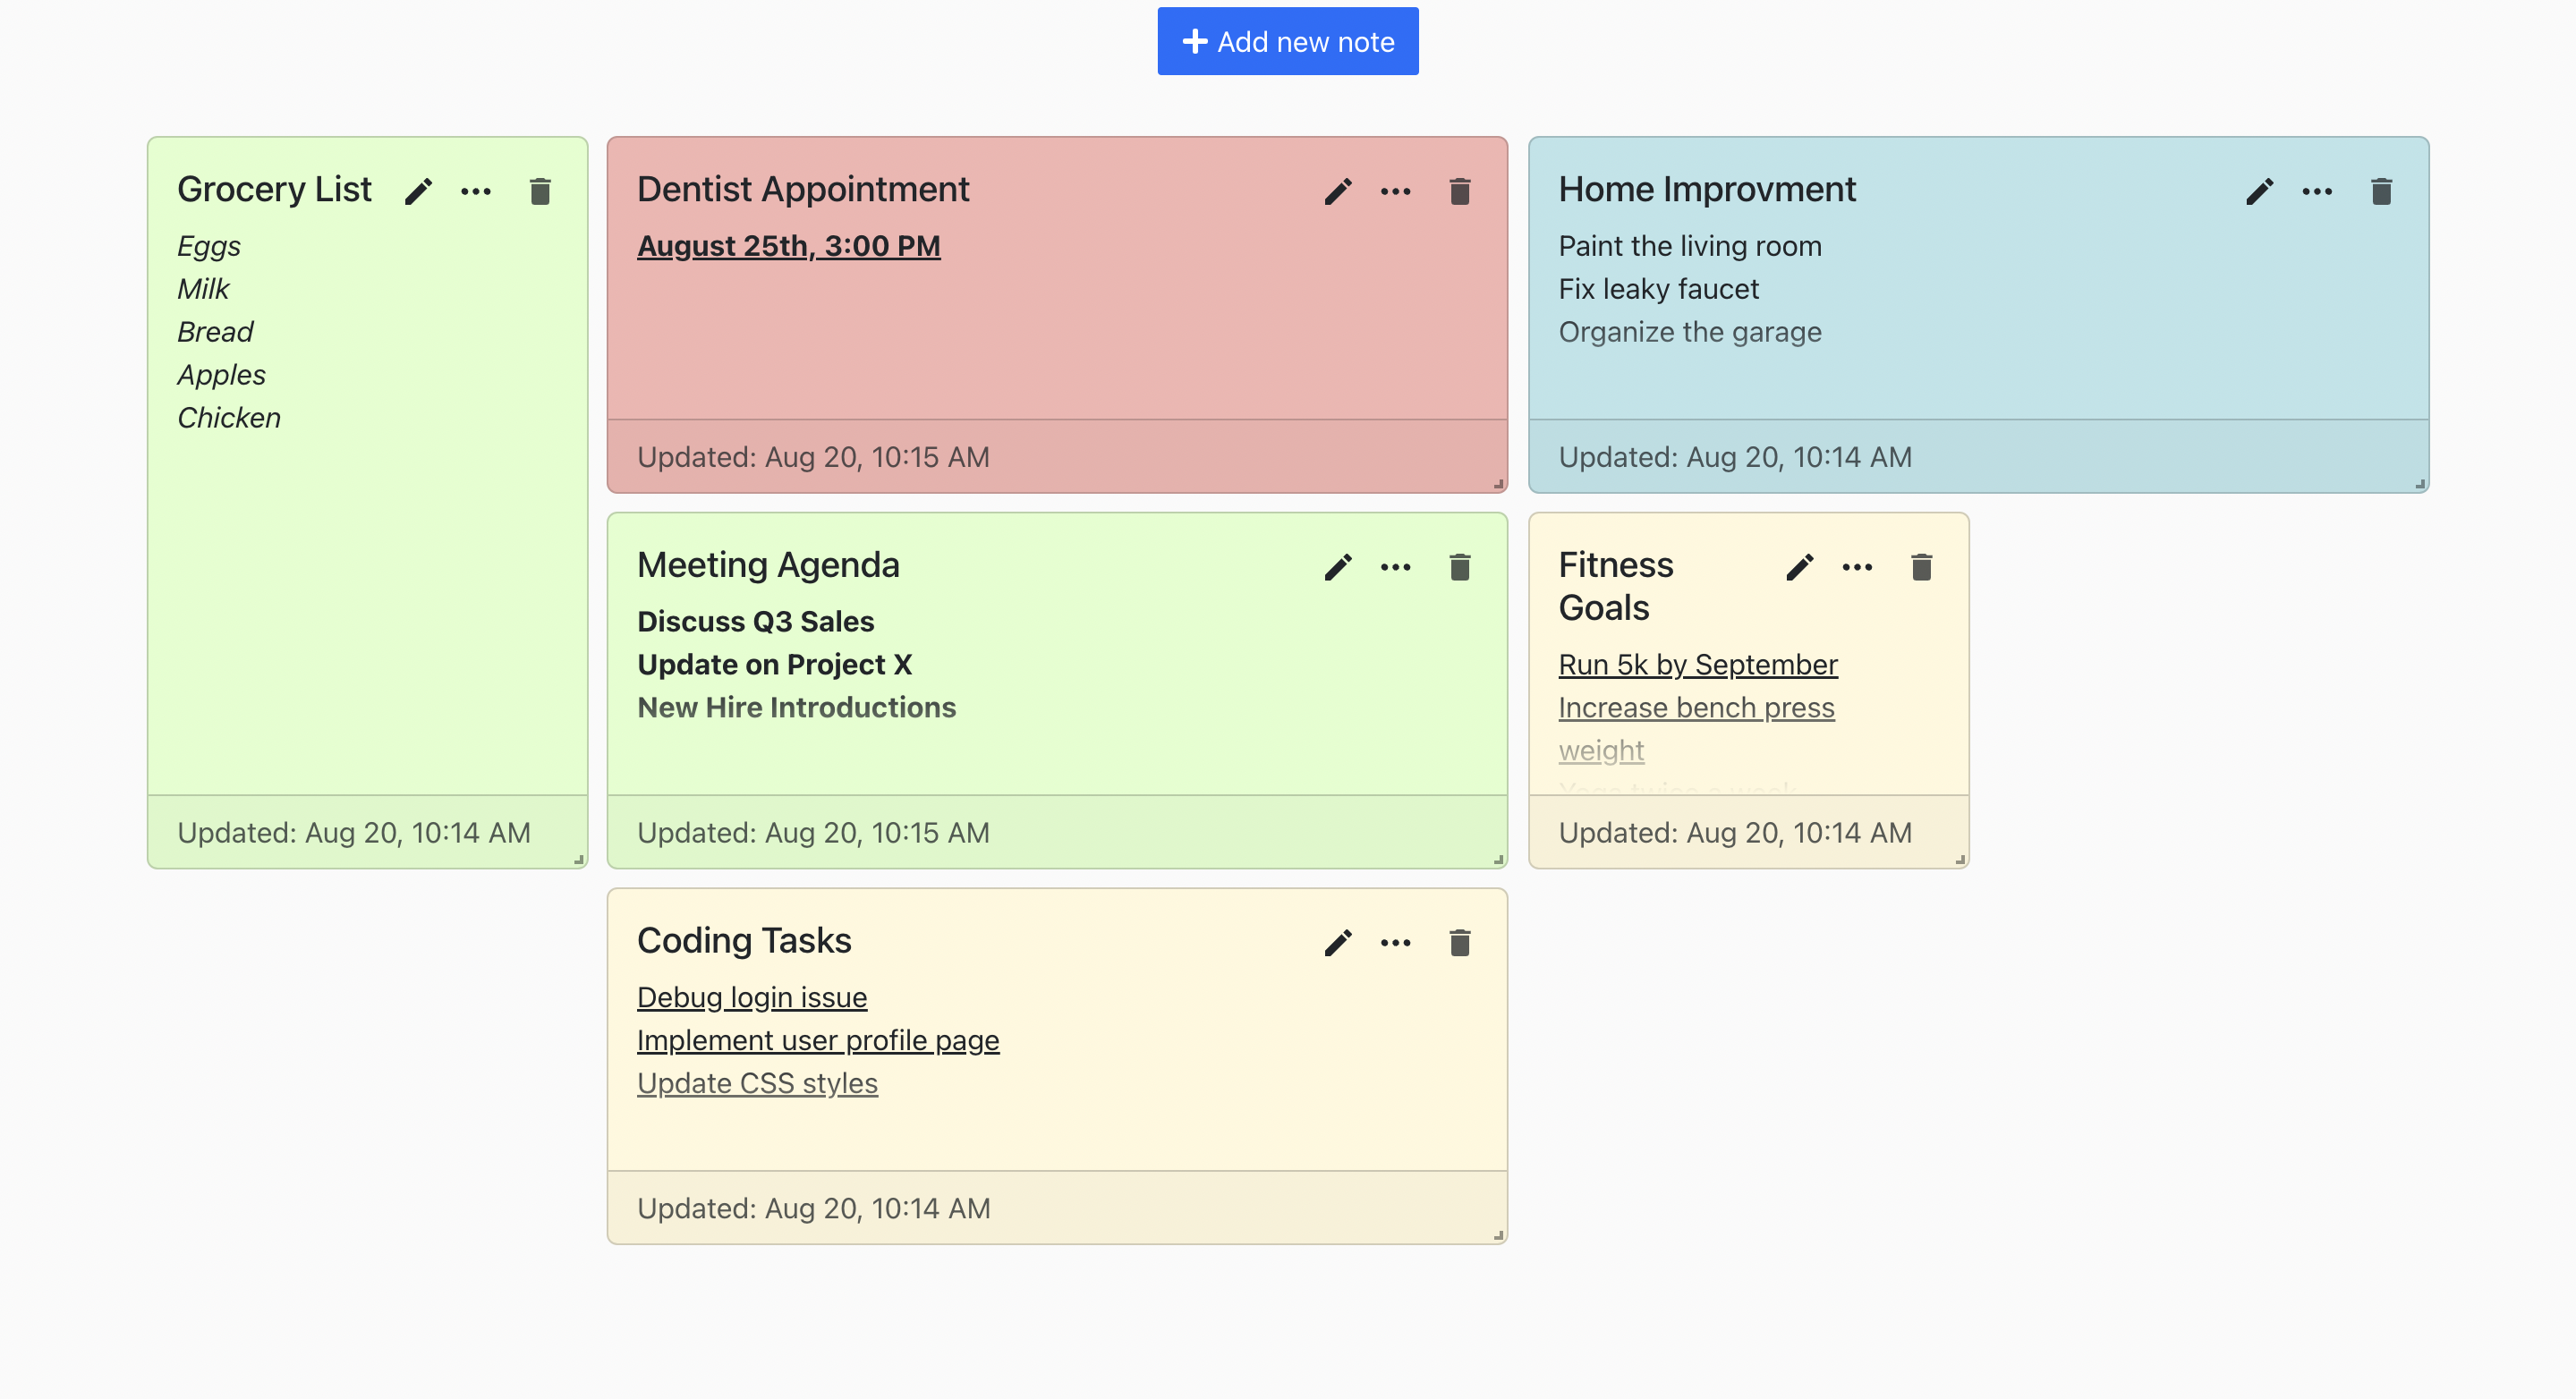 Add new note
Grocery List
Eggs
Milk
Bread
Apples
Chicken
Updated: Aug 20, 10:14 AM
Dentist Appointment
August 25th, 3:00 PM
Updated: Aug 20, 10:15 AM
Home Improvment
Paint the living room
Fix leaky faucet
Organize the garage
Updated: Aug 20, 10:14 AM
Meeting Agenda
Discuss Q3 Sales
Update on Project X
New Hire Introductions
Updated: Aug 20, 10:15 AM
Fitness
Goals
Run 5k by September
Increase bench press
weight
Yoga twice a week
Updated: Aug 20, 10:14 AM
Coding Tasks
Debug login issue
Implement user profile page
Update CSS styles
Updated: Aug 20, 10:14 AM